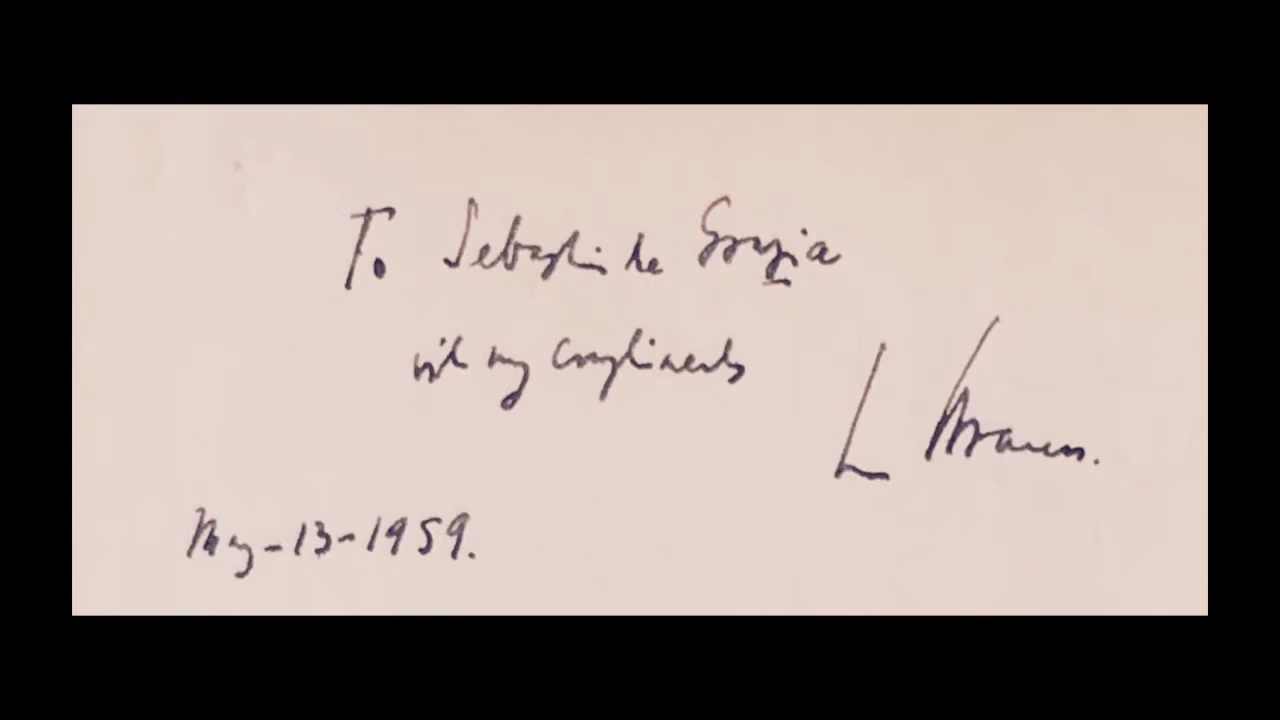 To Sebastian de Grazia
with my compliments
L Strauss.
May-13-1959.